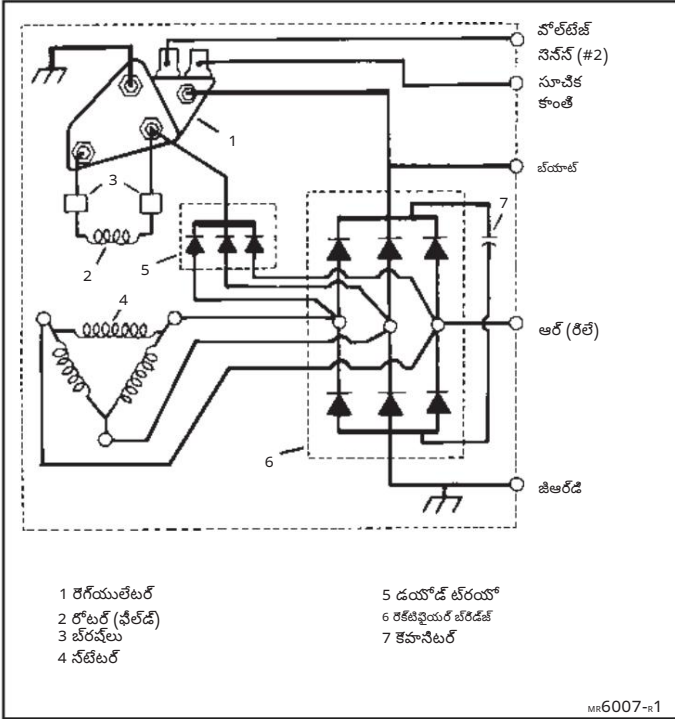 వోల్టేజ్
సెన్స్ (#2)
సూచిక
కాంతి
1
బ్యాట్
3
7
2
5
4
ఆర్ (రిలే)
6
జిఆర్‌డి
1 రెగ్‌యులేటర్
2 రోటర్ (ఫీల్డ్)
3 బ్‌రష్‌లు
4 స్‌టేటర్
5 డయోడ్ ట్‌రయో
6 రెక్‌టిఫైయర్ బ్‌రిడ్జ్
7 కెపాసిటర్
MR6007-R1